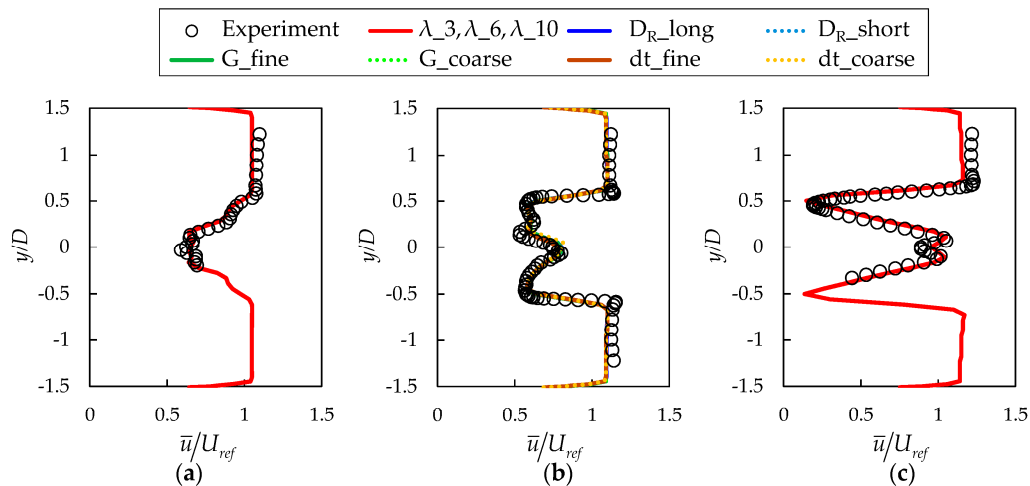 Experiment λ_3, λ_6, λ_10 D_R_long D_R_short
G_fine G_coarse dt_fine dt_coarse
1.5 1.5 1.5
1 1 1
0.5 0.5 0.5
y/D 0 y/D 0 y/D 0
-0.5 -0.5 -0.5
-1 -1 -1
-1.5 -1.5 -1.5
0 0.5 1 1.5 0 0.5 1 1.5 0 0.5 1 1.5
u̅/U_ref u̅/U_ref u̅/U_ref
(a) (b) (c)